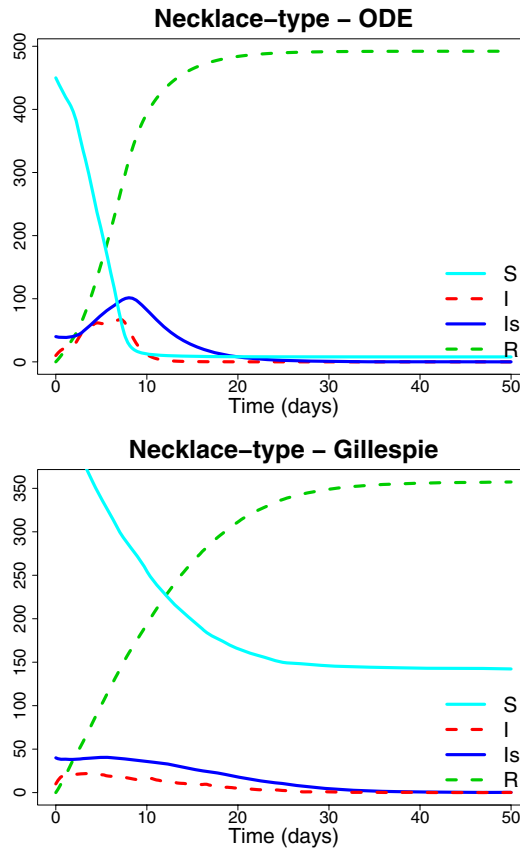 Necklace−type − ODE
500
400
300
200
100
0
S
I
Is
R
0 10 20 30 40 50
Time (days)
Necklace−type − Gillespie
350
300
250
200
150
100
50
0
S
I
Is
R
0 10 20 30 40 50
Time (days)